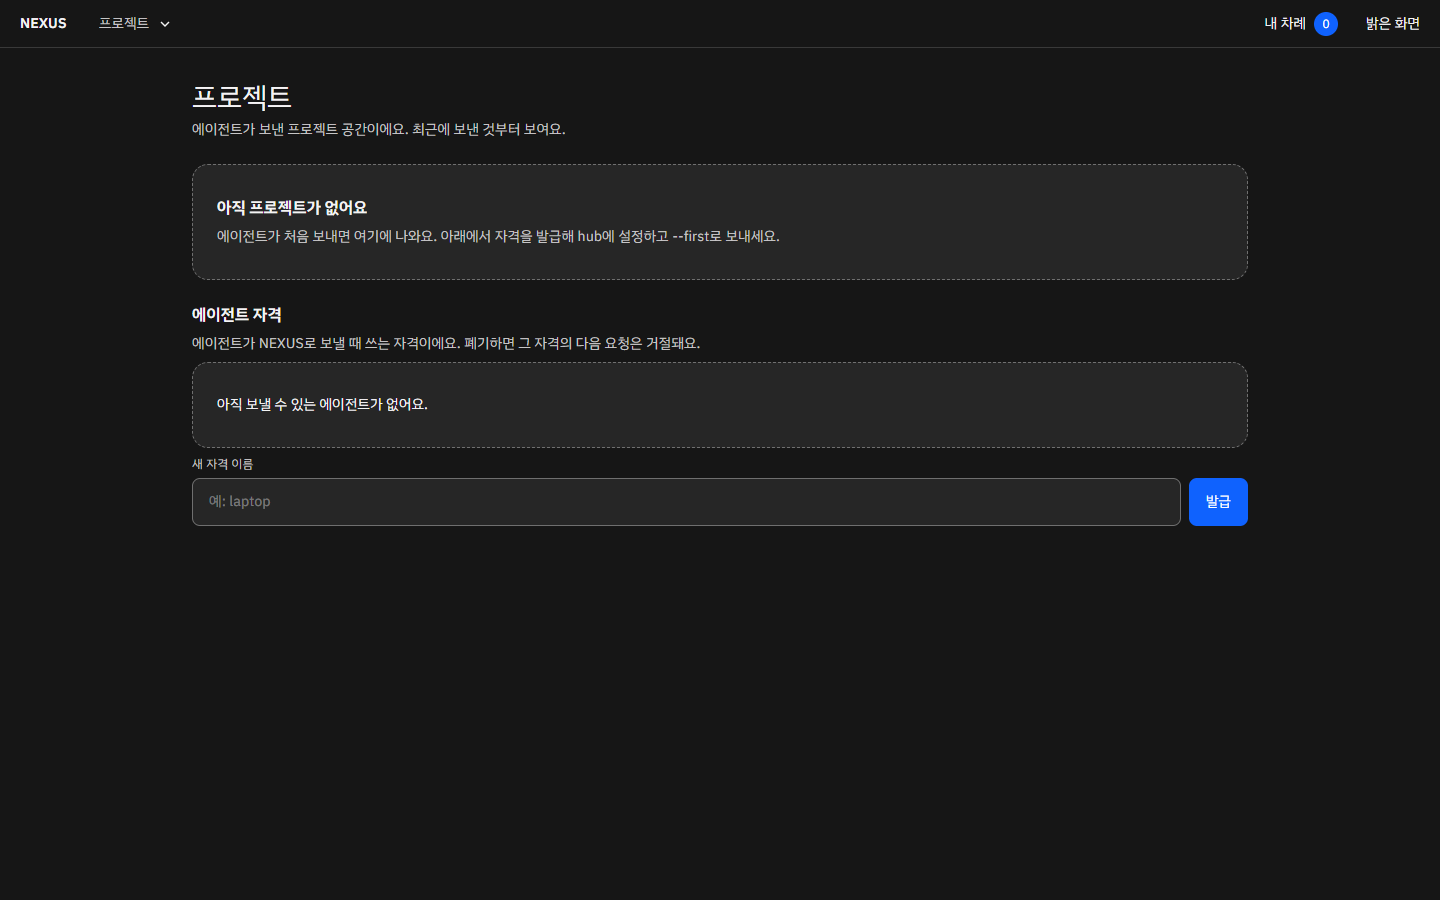 NEXUS
프로젝트
내 차례 0
밝은 화면
프로젝트
에이전트가 보낸 프로젝트 공간이에요. 최근에 보낸 것부터 보여요.
아직 프로젝트가 없어요
에이전트가 처음 보내면 여기에 나와요. 아래에서 자격을 발급해 hub에 설정하고 --first로 보내세요.
에이전트 자격
에이전트가 NEXUS로 보낼 때 쓰는 자격이에요. 폐기하면 그 자격의 다음 요청은 거절돼요.
아직 보낼 수 있는 에이전트가 없어요.
새 자격 이름
예: laptop
발급